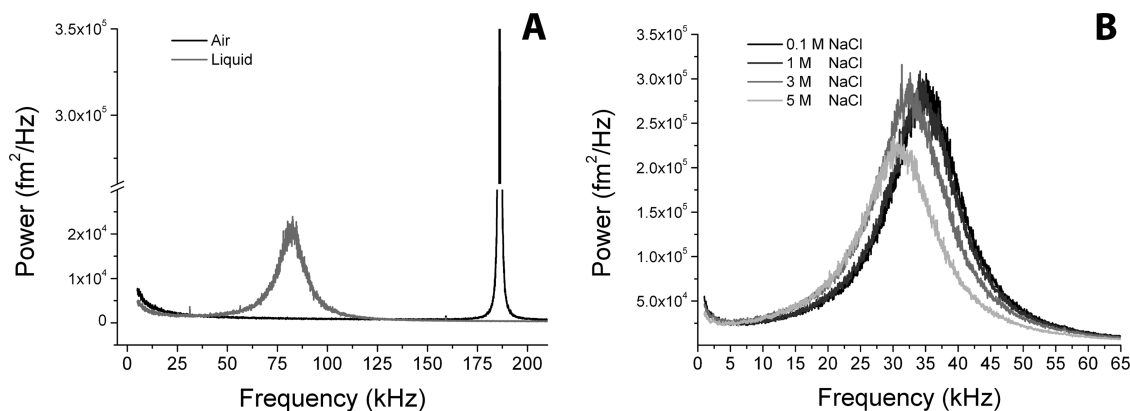 A
Air
Liquid
3.5x10⁵
3.0x10⁵
2x10⁴
1x10⁴
0
Power (fm²/Hz)
0 25 50 75 100 125 150 175 200
Frequency (kHz)
B
0.1 M NaCl
1 M NaCl
3 M NaCl
5 M NaCl
3.5x10⁵
3.0x10⁵
2.5x10⁵
2.0x10⁵
1.5x10⁵
1.0x10⁵
5.0x10⁴
Power (fm²/Hz)
0 5 10 15 20 25 30 35 40 45 50 55 60 65
Frequency (kHz)